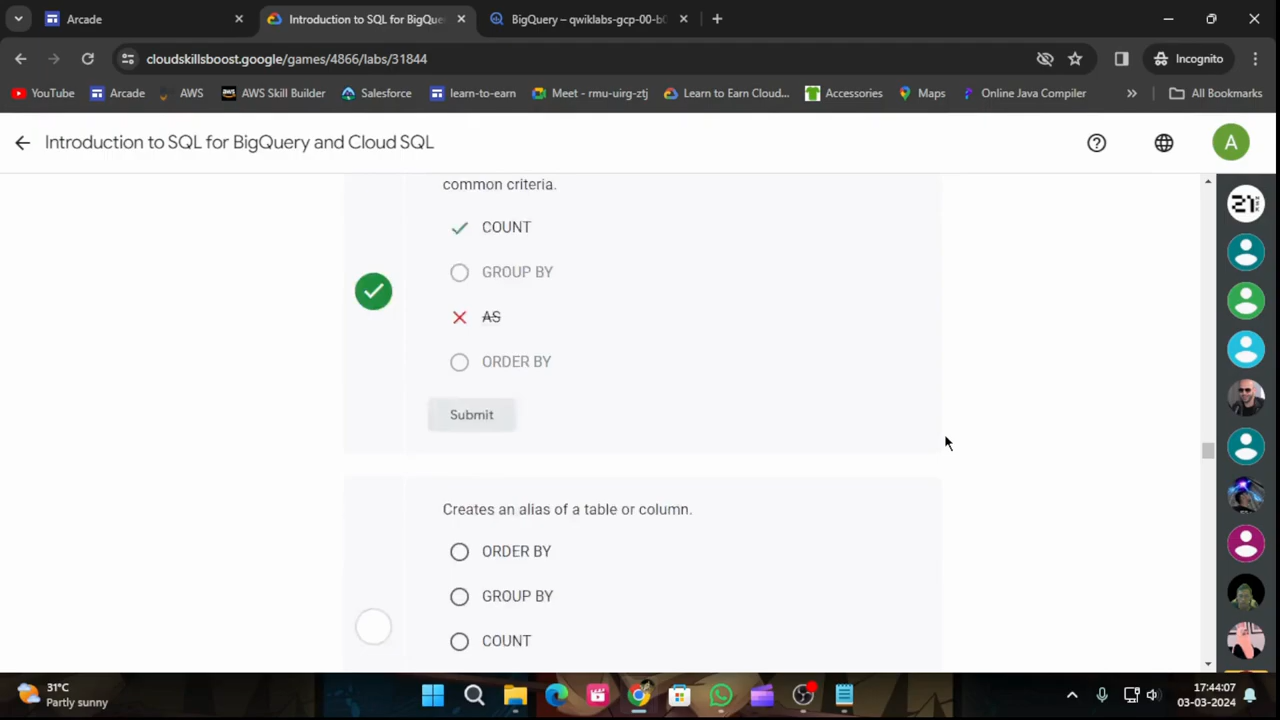 Arcade
Introduction to SQL for BigQue
BigQuery – qwiklabs-gcp-00-b
cloudskillsboost.google/games/4866/labs/31844
Incognito
YouTube
Arcade
AWS
AWS Skill Builder
Salesforce
learn-to-earn
Meet - rmu-uirg-ztj
Learn to Earn Cloud...
Accessories
Maps
Online Java Compiler
All Bookmarks
Introduction to SQL for BigQuery and Cloud SQL
A
common criteria.
COUNT
GROUP BY
AS
ORDER BY
Submit
Creates an alias of a table or column.
ORDER BY
GROUP BY
COUNT
31°C
Partly sunny
17:44:07
03-03-2024